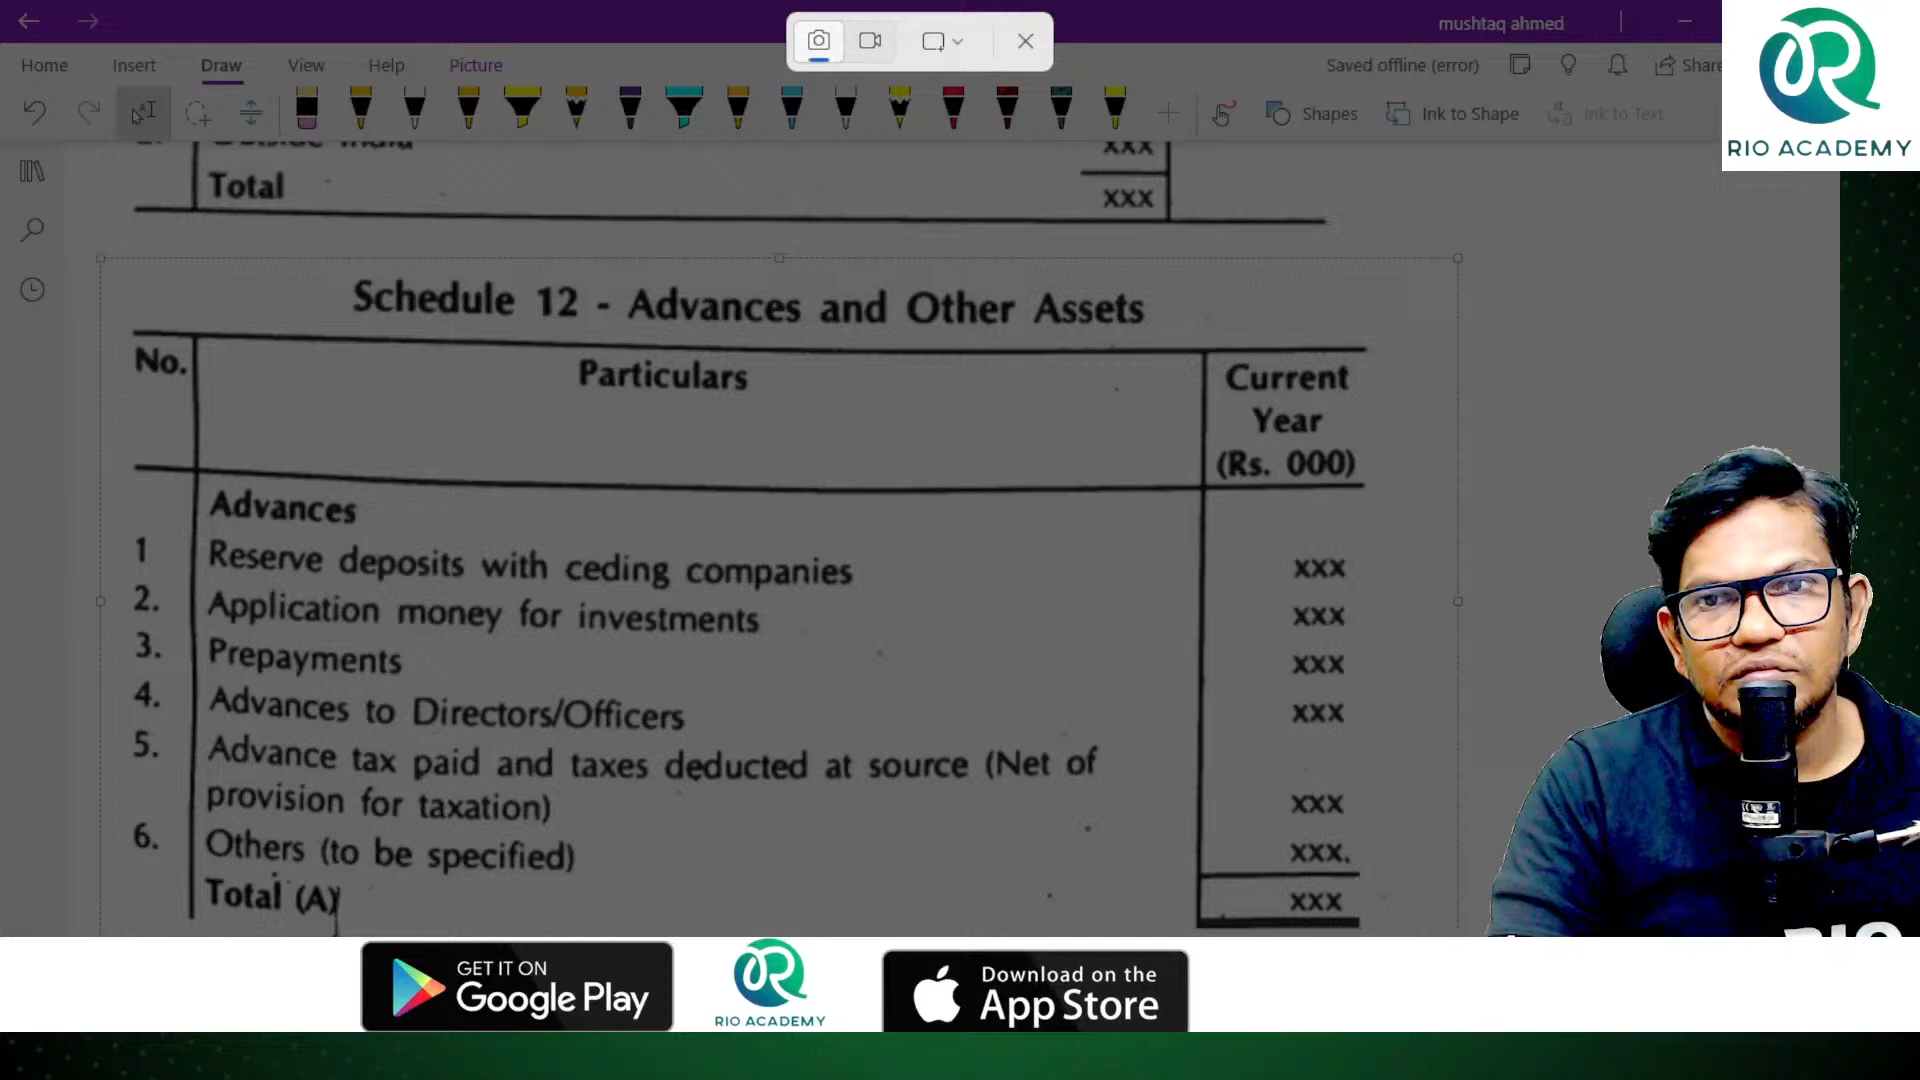 mushtaq ahmed
Home Insert Draw View Help Picture
Saved offline (error) Share
Shapes Ink to Shape Ink to Text
RIO ACADEMY
Outside India xxx
Total xxx
Schedule 12 - Advances and Other Assets
No. Particulars Current
Year
(Rs. 000)
Advances
1 Reserve deposits with ceding companies xxx
2. Application money for investments xxx
3. Prepayments xxx
4. Advances to Directors/Officers xxx
5. Advance tax paid and taxes deducted at source (Net of
provision for taxation) xxx
6. Others (to be specified) xxx.
Total (A) xxx
GET IT ON
Google Play
RIO ACADEMY
Download on the
App Store